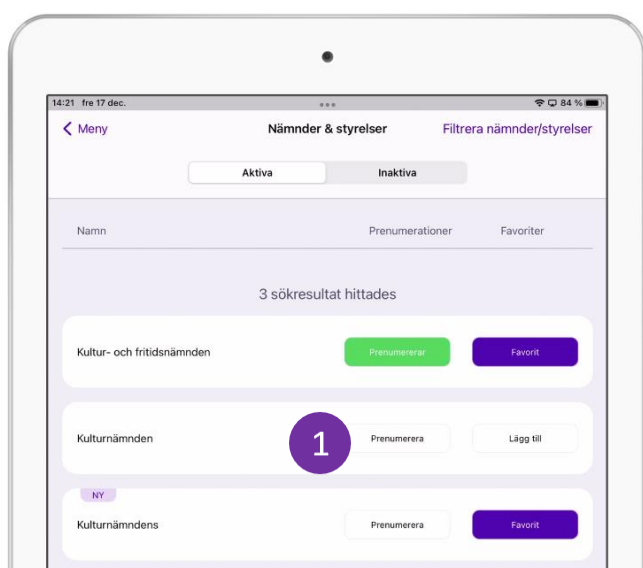 14:21 fre 17 dec. 84 %
Meny Nämnder & styrelser Filtrera nämnder/styrelser
Aktiva Inaktiva
Namn Prenumerationer Favoriter
3 sökresultat hittades
Kultur- och fritidsnämnden Prenumererar Favorit
Kulturnämnden 1 Prenumerera Lägg till
NY
Kulturnämndens Prenumerera Favorit